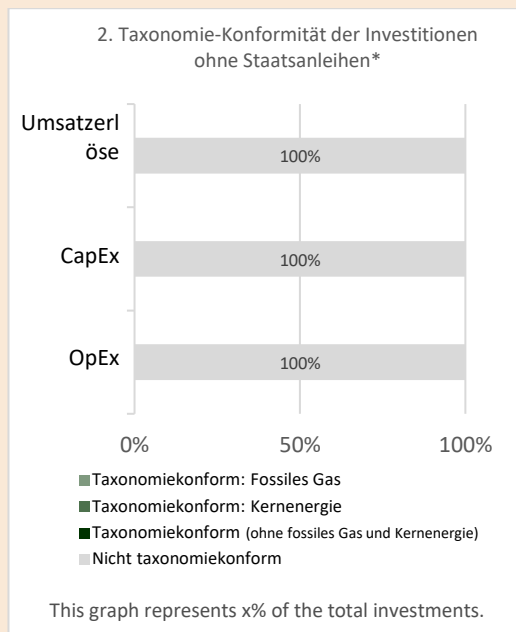 2. Taxonomie-Konformität der Investitionen
ohne Staatsanleihen*
Umsatzerl
öse
100%
CapEx
100%
OpEx
100%
0% 50% 100%
Taxonomiekonform: Fossiles Gas
Taxonomiekonform: Kernenergie
Taxonomiekonform (ohne fossiles Gas und Kernenergie)
Nicht taxonomiekonform
This graph represents x% of the total investments.